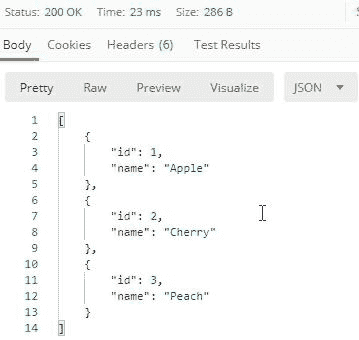 Status: 200 OK Time: 23 ms Size: 286 B
Body Cookies Headers (6) Test Results
Pretty Raw Preview Visualize JSON
1 [
2 {
3 "id": 1,
4 "name": "Apple"
5 },
6 {
7 "id": 2,
8 "name": "Cherry"
9 },
10 {
11 "id": 3,
12 "name": "Peach"
13 }
14 ]